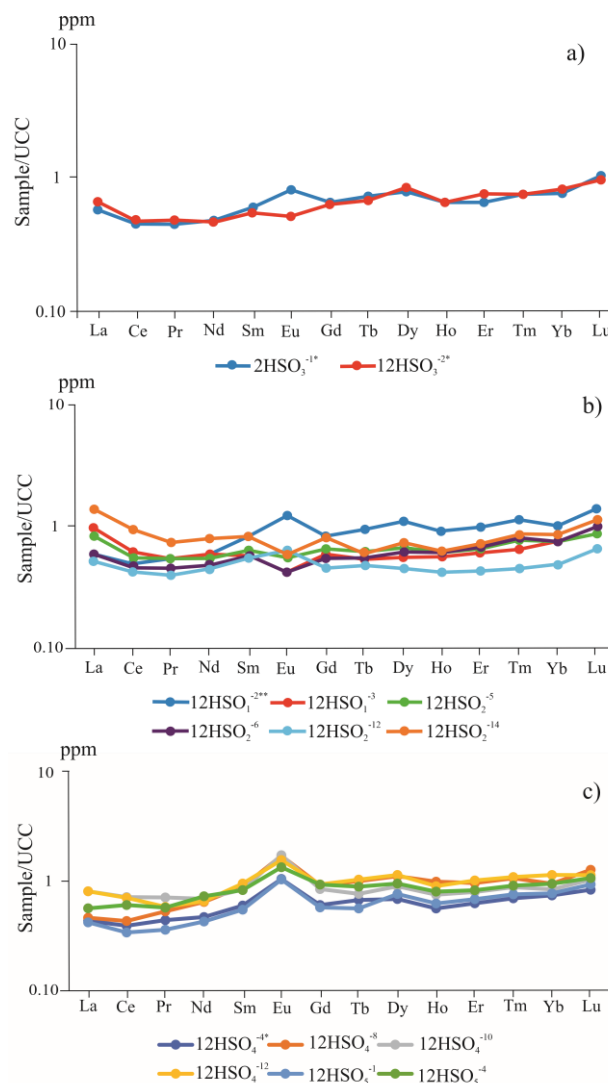 ppm
10
a)
Sample/UCC
1
0.10
La Ce Pr Nd Sm Eu Gd Tb Dy Ho Er Tm Yb Lu
2HSO₃⁻¹* 12HSO₃⁻²*
ppm
10
b)
Sample/UCC
1
0.10
La Ce Pr Nd Sm Eu Gd Tb Dy Ho Er Tm Yb Lu
12HSO₁⁻²** 12HSO₁⁻³ 12HSO₂⁻⁵
12HSO₂⁻⁶ 12HSO₂⁻¹² 12HSO₂⁻¹⁴
ppm
10
c)
Sample/UCC
1
0.10
La Ce Pr Nd Sm Eu Gd Tb Dy Ho Er Tm Yb Lu
12HSO₄⁻⁴* 12HSO₄⁻⁸ 12HSO₄⁻¹⁰
12HSO₄⁻¹² 12HSO₅⁻¹ 12HSO₅⁻⁴